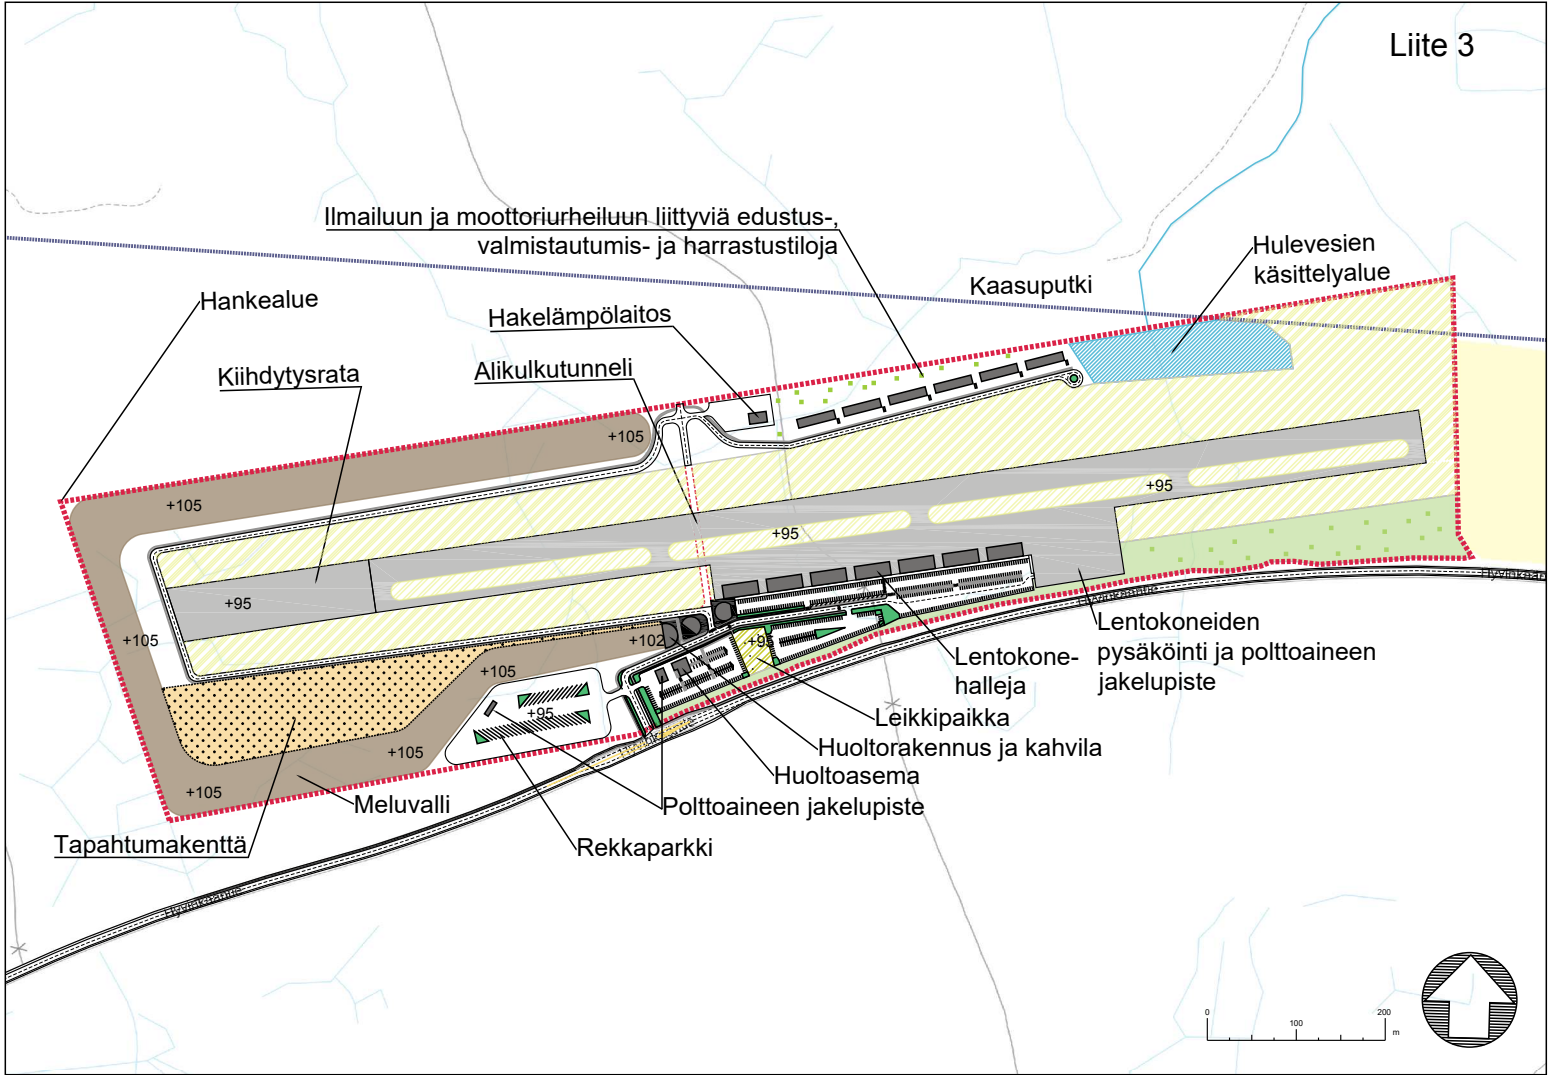 Liite 3
Ilmailuun ja moottoriurheiluun liittyviä edustus-,
valmistautumis- ja harrastustiloja
Hulevesien
käsittelyalue
Kaasuputki
Hankealue
Hakelämpölaitos
Kiihdytysrata
Alikulkutunneli
+105
+105
+95
+95
+95
+105
+102
+95
+105
+95
+105
+105
Lentokoneiden
pysäköinti ja polttoaineen
jakelupiste
Lentokone-
halleja
Leikkipaikka
Huoltorakennus ja kahvila
Huoltoasema
Polttoaineen jakelupiste
Meluvalli
Tapahtumakenttä
Rekkaparkki
0
100
200
m